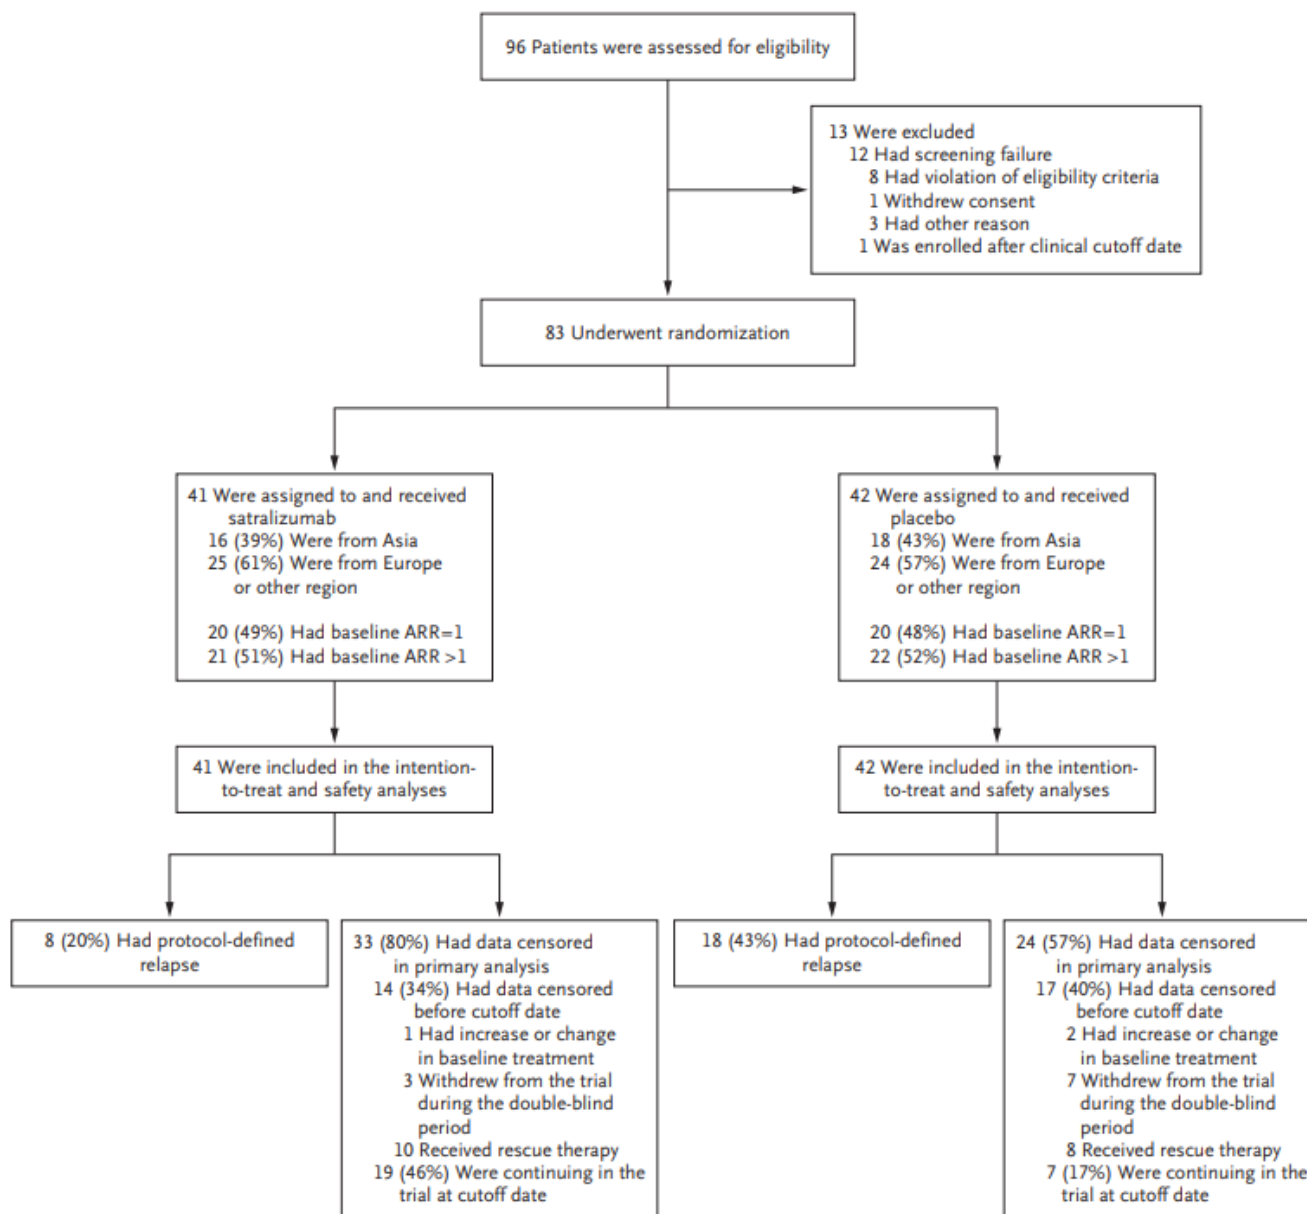 96 Patients were assessed for eligibility
13 Were excluded
12 Had screening failure
8 Had violation of eligibility criteria
1 Withdrew consent
3 Had other reason
1 Was enrolled after clinical cutoff date
83 Underwent randomization
41 Were assigned to and received
satralizumab
16 (39%) Were from Asia
25 (61%) Were from Europe
or other region
20 (49%) Had baseline ARR=1
21 (51%) Had baseline ARR >1
42 Were assigned to and received
placebo
18 (43%) Were from Asia
24 (57%) Were from Europe
or other region
20 (48%) Had baseline ARR=1
22 (52%) Had baseline ARR >1
41 Were included in the intention-
to-treat and safety analyses
42 Were included in the intention-
to-treat and safety analyses
8 (20%) Had protocol-defined
relapse
33 (80%) Had data censored
in primary analysis
14 (34%) Had data censored
before cutoff date
1 Had increase or change
in baseline treatment
3 Withdrew from the trial
during the double-blind
period
10 Received rescue therapy
19 (46%) Were continuing in the
trial at cutoff date
18 (43%) Had protocol-defined
relapse
24 (57%) Had data censored
in primary analysis
17 (40%) Had data censored
before cutoff date
2 Had increase or change
in baseline treatment
7 Withdrew from the trial
during the double-blind
period
8 Received rescue therapy
7 (17%) Were continuing in the
trial at cutoff date